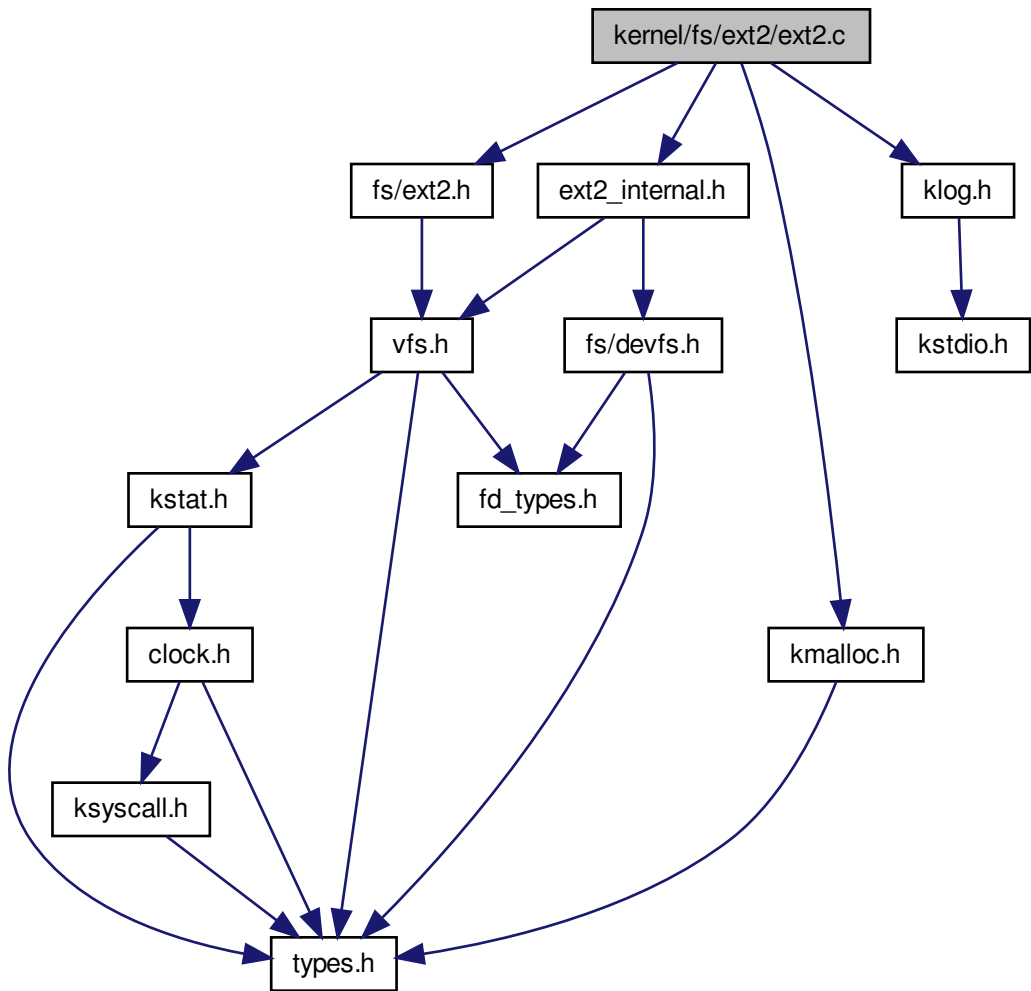 kernel/fs/ext2/ext2.c
fs/ext2.h
ext2_internal.h
klog.h
vfs.h
fs/devfs.h
kstdio.h
kstat.h
fd_types.h
clock.h
kmalloc.h
ksyscall.h
types.h